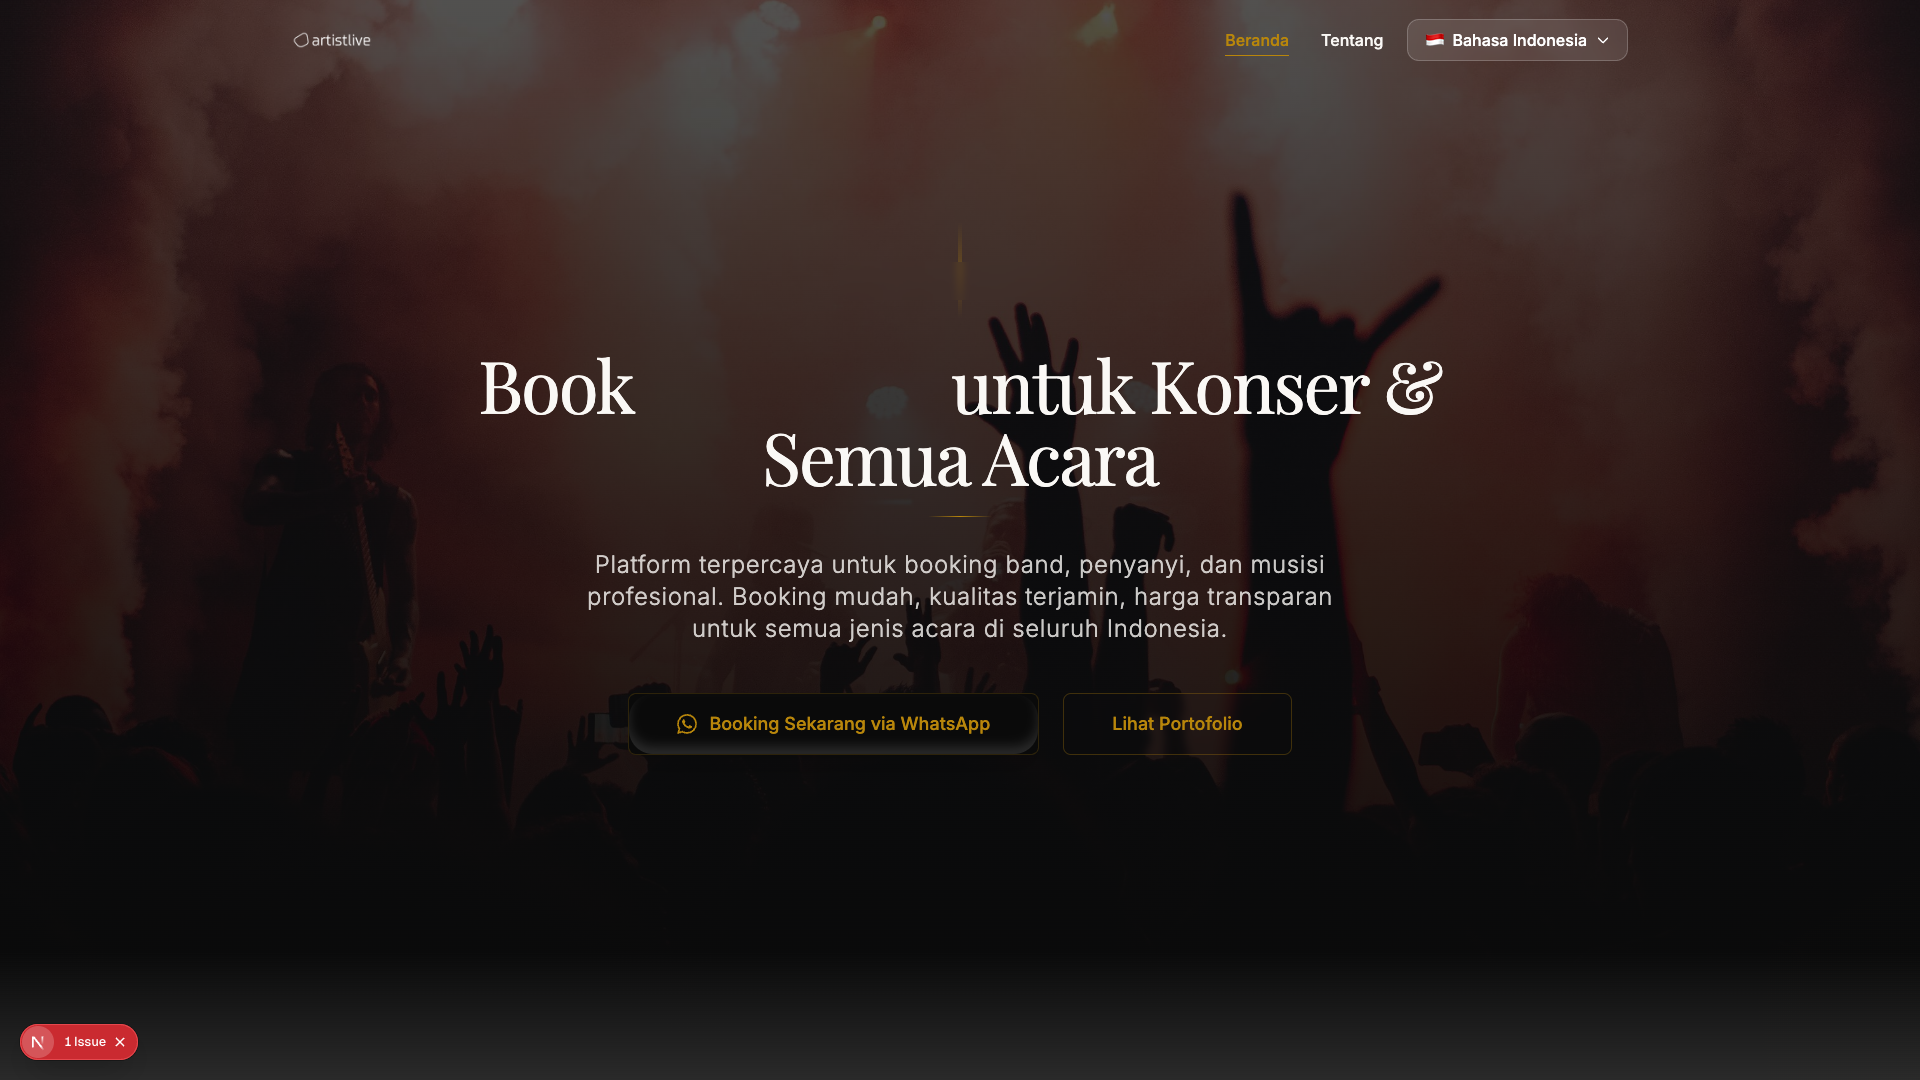 artistlive
Beranda
Tentang
Bahasa Indonesia
Book untuk Konser &
Semua Acara
Platform terpercaya untuk booking band, penyanyi, dan musisi
profesional. Booking mudah, kualitas terjamin, harga transparan
untuk semua jenis acara di seluruh Indonesia.
Booking Sekarang via WhatsApp
Lihat Portofolio
N 1 Issue